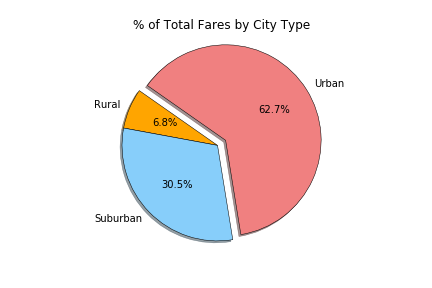 % of Total Fares by City Type
Urban
62.7%
Rural
6.8%
30.5%
Suburban